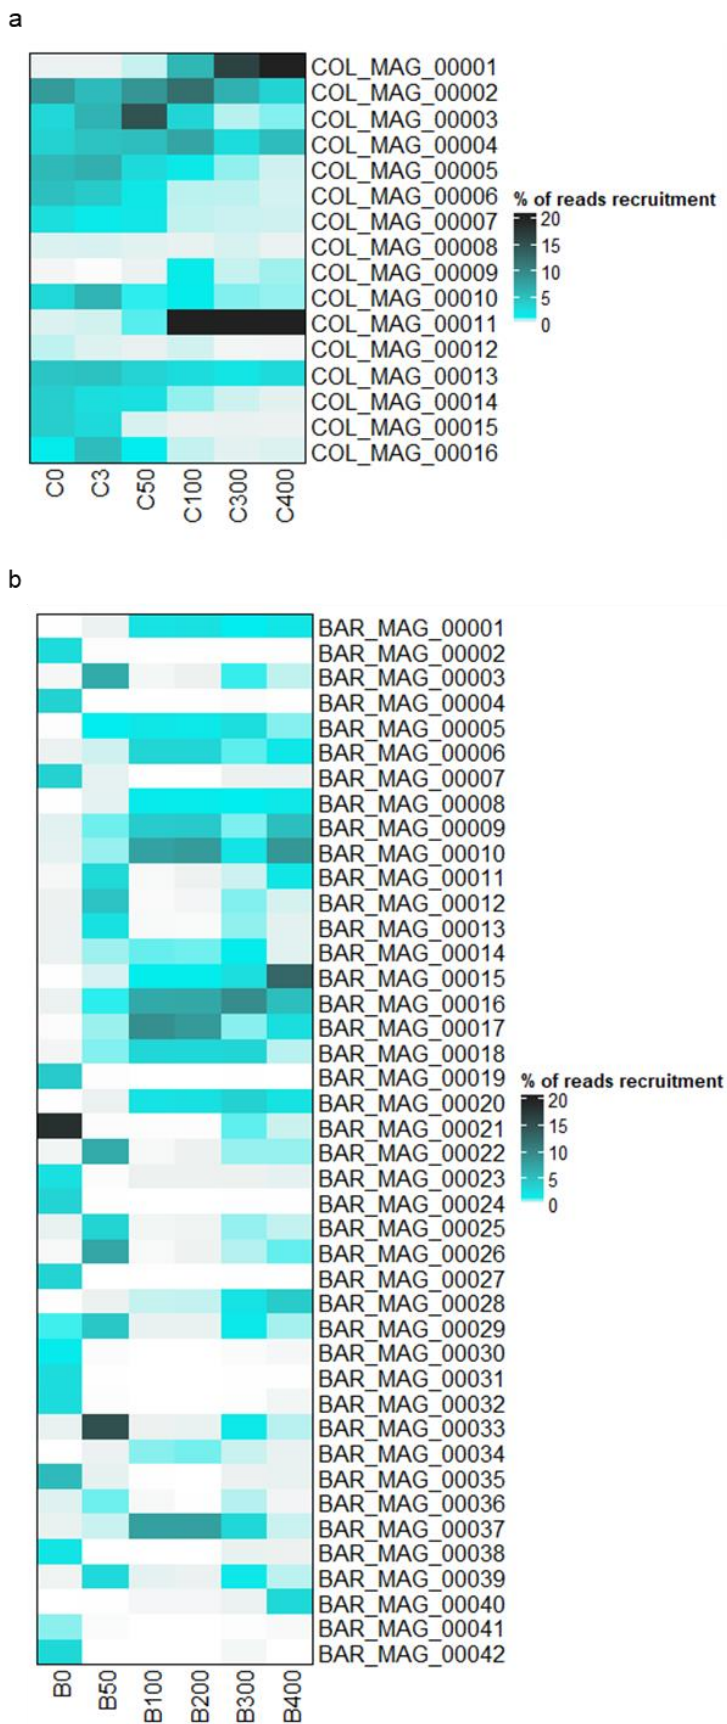 a
COL_MAG_00001
COL_MAG_00002
COL_MAG_00003
COL_MAG_00004
COL_MAG_00005
COL_MAG_00006
COL_MAG_00007
COL_MAG_00008
COL_MAG_00009
COL_MAG_00010
COL_MAG_00011
COL_MAG_00012
COL_MAG_00013
COL_MAG_00014
COL_MAG_00015
COL_MAG_00016
% of reads recruitment
20
15
10
5
0
C0 C3 C50 C100 C300 C400
b
BAR_MAG_00001
BAR_MAG_00002
BAR_MAG_00003
BAR_MAG_00004
BAR_MAG_00005
BAR_MAG_00006
BAR_MAG_00007
BAR_MAG_00008
BAR_MAG_00009
BAR_MAG_00010
BAR_MAG_00011
BAR_MAG_00012
BAR_MAG_00013
BAR_MAG_00014
BAR_MAG_00015
BAR_MAG_00016
BAR_MAG_00017
BAR_MAG_00018
BAR_MAG_00019
BAR_MAG_00020
BAR_MAG_00021
BAR_MAG_00022
BAR_MAG_00023
BAR_MAG_00024
BAR_MAG_00025
BAR_MAG_00026
BAR_MAG_00027
BAR_MAG_00028
BAR_MAG_00029
BAR_MAG_00030
BAR_MAG_00031
BAR_MAG_00032
BAR_MAG_00033
BAR_MAG_00034
BAR_MAG_00035
BAR_MAG_00036
BAR_MAG_00037
BAR_MAG_00038
BAR_MAG_00039
BAR_MAG_00040
BAR_MAG_00041
BAR_MAG_00042
% of reads recruitment
20
15
10
5
0
B0 B50 B100 B200 B300 B400